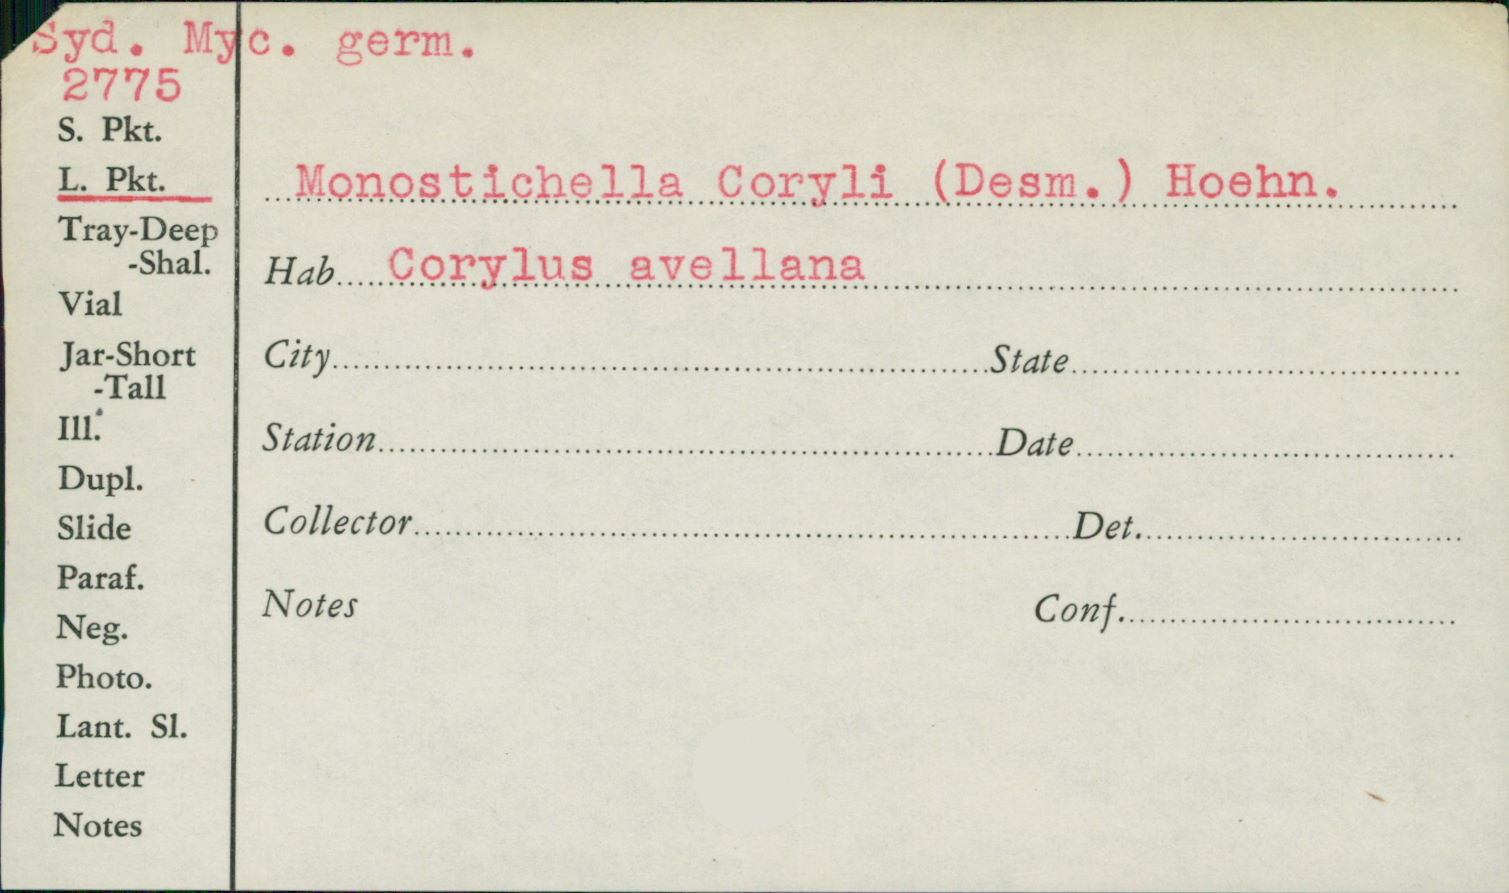 Syd. Myc. germ.
2775
S. Pkt.
L. Pkt.
Tray-Deep
-Shal.
Vial
Jar-Short
-Tall
Ill.
Dupl.
Slide
Paraf.
Neg.
Photo.
Lant. Sl.
Letter
Notes
Monostichella Coryli (Desm.) Hoehn.
Hab. Corylus avellana
City State
Station Date
Collector Det.
Notes Conf.